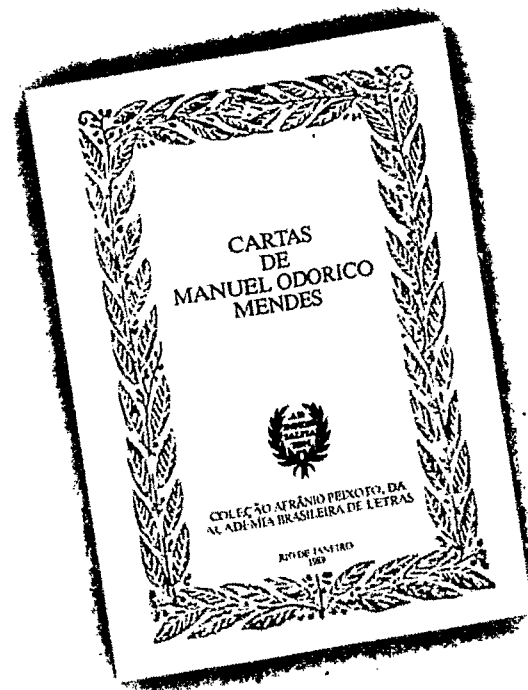 CARTAS
DE
MANUEL ODORICO
MENDES
COLEÇÃO AFRÂNIO PEIXOTO, DA
ACADEMIA BRASILEIRA DE LETRAS
RIO DE JANEIRO